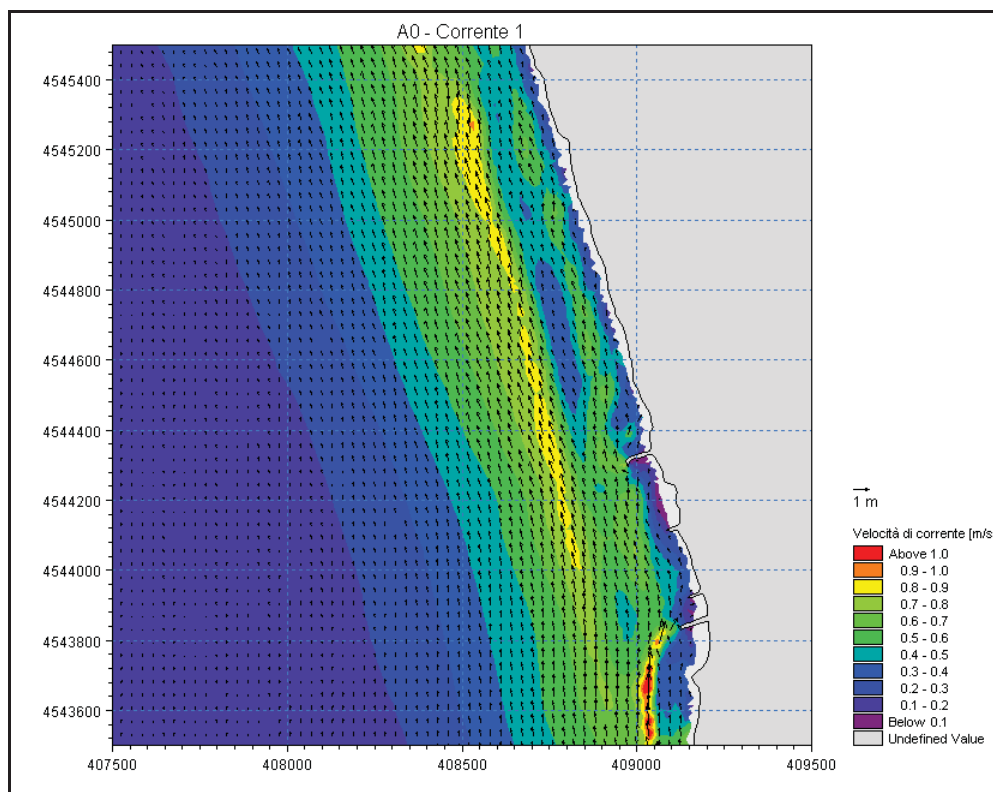 A0 - Corrente 1
4545400
4545200
4545000
4544800
4544600
4544400
4544200
4544000
4543800
4543600
407500 408000 408500 409000 409500
1 m
Velocità di corrente [m/s
Above 1.0
0.9 - 1.0
0.8 - 0.9
0.7 - 0.8
0.6 - 0.7
0.5 - 0.6
0.4 - 0.5
0.3 - 0.4
0.2 - 0.3
0.1 - 0.2
Below 0.1
Undefined Value